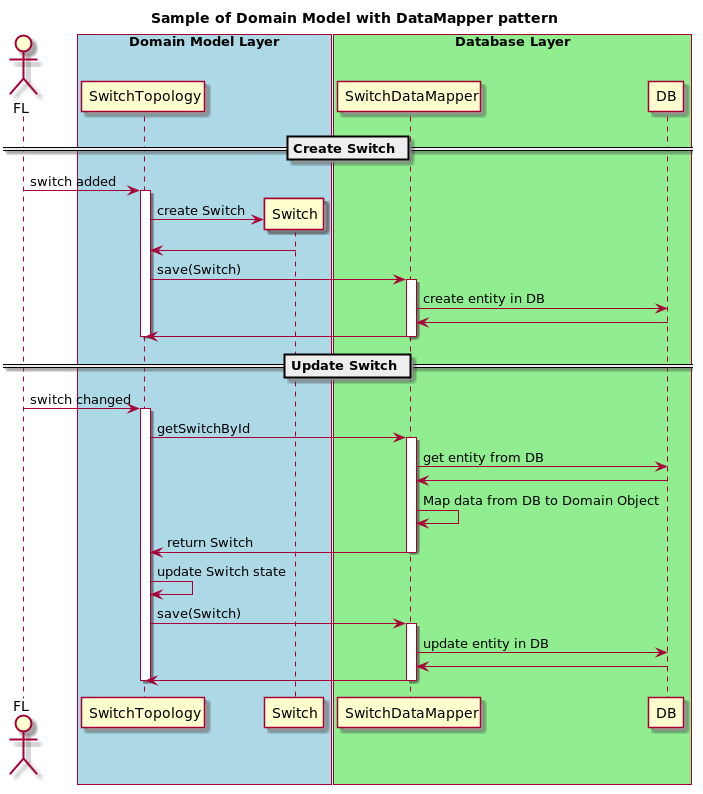 Sample of Domain Model with DataMapper pattern
Domain Model Layer
Database Layer
FL
SwitchTopology
SwitchDataMapper
DB
Create Switch
switch added
create Switch
Switch
save(Switch)
create entity in DB
Update Switch
switch changed
getSwitchById
get entity from DB
Map data from DB to Domain Object
return Switch
update Switch state
save(Switch)
update entity in DB
FL
SwitchTopology
Switch
SwitchDataMapper
DB